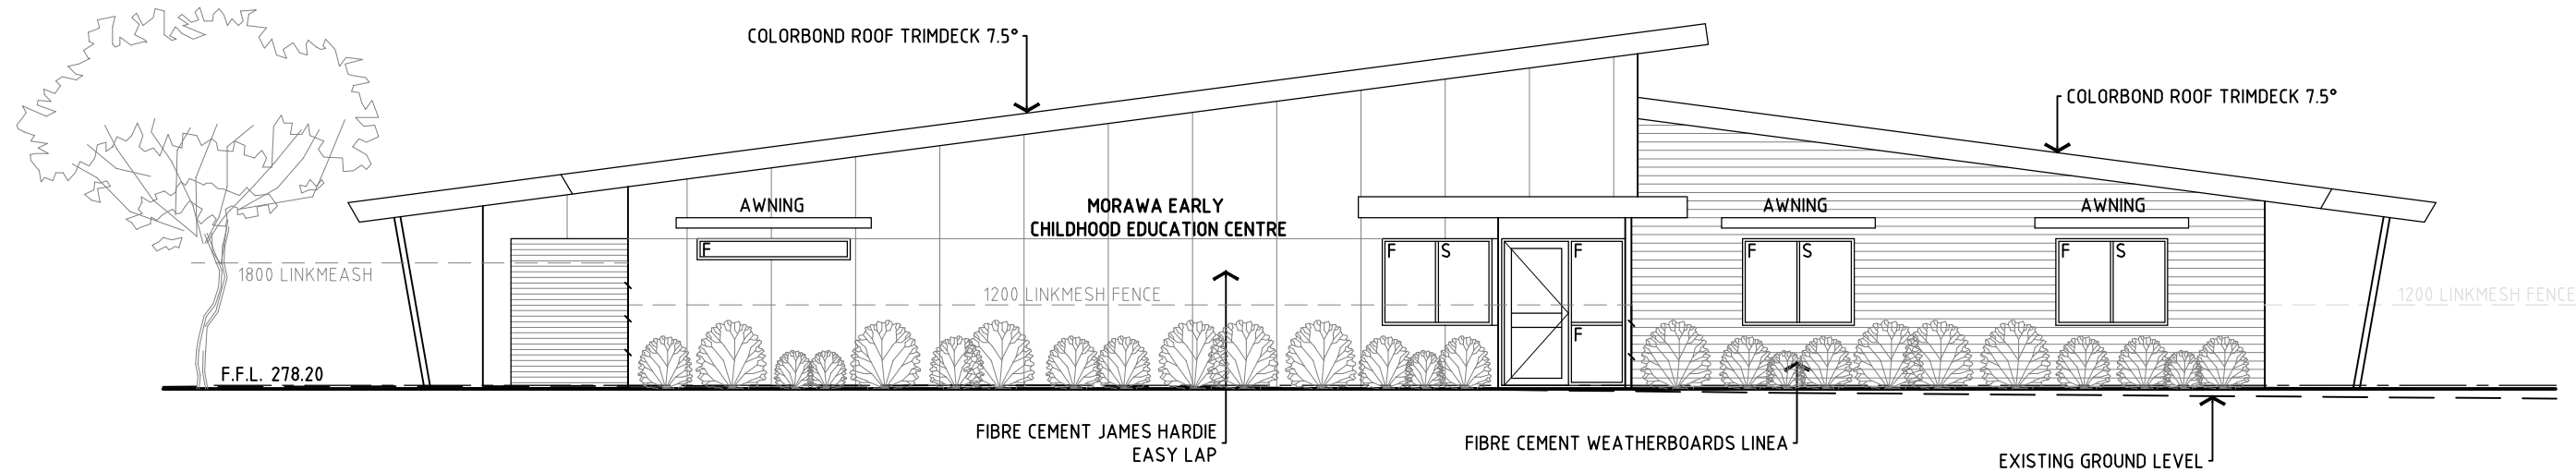 COLORBOND ROOF TRIMDECK 7.5°
COLORBOND ROOF TRIMDECK 7.5°
AWNING
MORAWA EARLY
CHILDHOOD EDUCATION CENTRE
AWNING
AWNING
F
F
S
F
F
S
F
S
1800 LINKMEASH
1200 LINKMESH FENCE
1200 LINKMESH FENCE
F
F.F.L. 278.20
FIBRE CEMENT JAMES HARDIE
EASY LAP
FIBRE CEMENT WEATHERBOARDS LINEA
EXISTING GROUND LEVEL